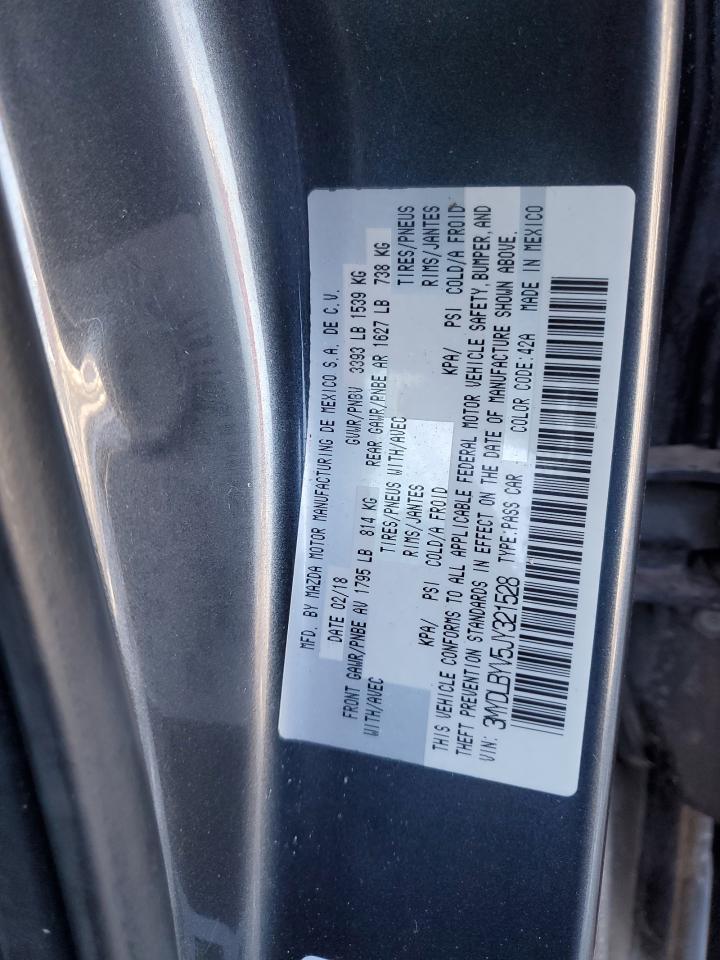 MFD. BY MAZDA MOTOR MANUFACTURING DE MEXICO S.A. DE C.V.
DATE 02/18 GVWR/PNBV 3393 LB 1539 KG
FRONT GAWR/PNBE AV 1795 LB 814 KG REAR GAWR/PNBE AR 1627 LB 738 KG
WITH/AVEC TIRES/PNEUS WITH/AVEC TIRES/PNEUS
RIMS/JANTES RIMS/JANTES
KPA/ PSI COLD/A FROID KPA/ PSI COLD/A FROID
THIS VEHICLE CONFORMS TO ALL APPLICABLE FEDERAL MOTOR VEHICLE SAFETY, BUMPER, AND
THEFT PREVENTION STANDARDS IN EFFECT ON THE DATE OF MANUFACTURE SHOWN ABOVE.
VIN: 3MYDLBYV5JY321528 TYPE:PASS CAR COLOR CODE:42A MADE IN MEXICO